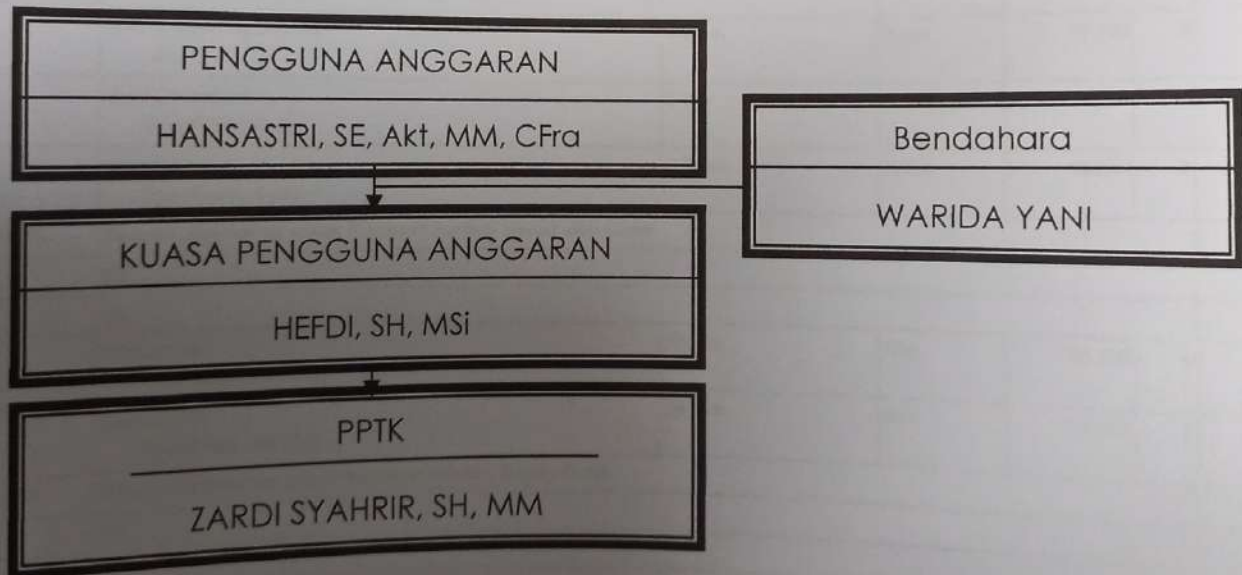 PENGGUNA ANGGARAN
HANSASTRI, SE, Akt, MM, CFra
Bendahara
WARIDA YANI
KUASA PENGGUNA ANGGARAN
HEFDI, SH, MSi
PPTK
ZARDI SYAHRIR, SH, MM